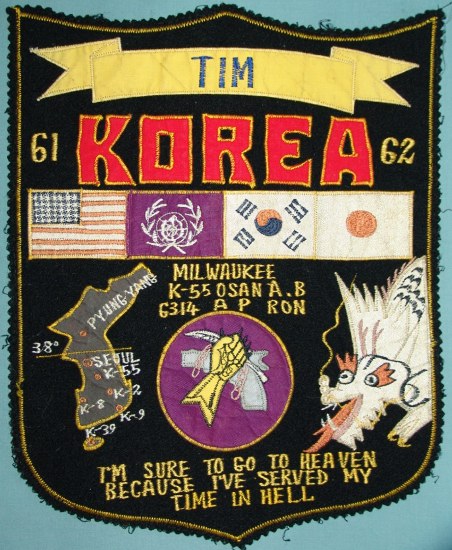 TIM
61 KOREA 62
MILWAUKEE
K-55 OSAN A.B
6314 A P RON
PYUNG YANG
38°
SEOUL
K-55
K-2
K-8
K-9
K-39
I'M SURE TO GO TO HEAVEN
BECAUSE I'VE SERVED MY
TIME IN HELL